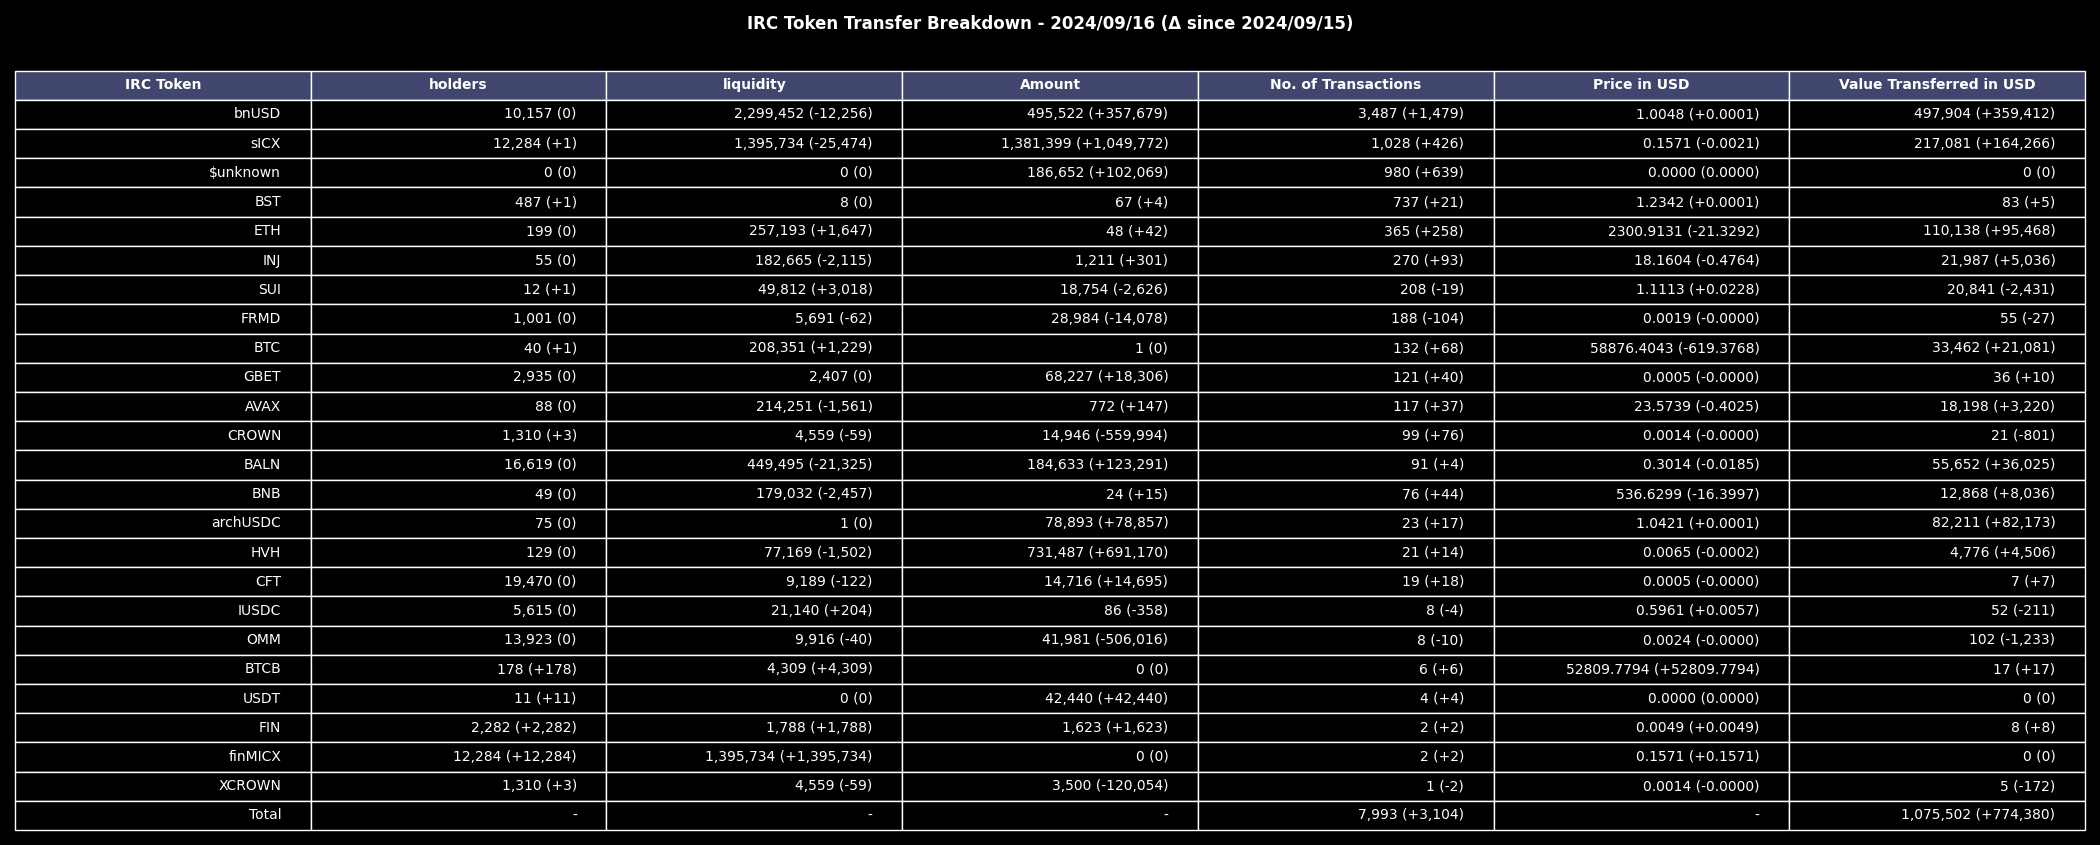 IRC Token Transfer Breakdown - 2024/09/16 (Δ since 2024/09/15)
IRC Token holders liquidity Amount No. of Transactions Price in USD Value Transferred in USD
bnUSD 10,157 (0) 2,299,452 (-12,256) 495,522 (+357,679) 3,487 (+1,479) 1.0048 (+0.0001) 497,904 (+359,412)
sICX 12,284 (+1) 1,395,734 (-25,474) 1,381,399 (+1,049,772) 1,028 (+426) 0.1571 (-0.0021) 217,081 (+164,266)
$unknown 0 (0) 0 (0) 186,652 (+102,069) 980 (+639) 0.0000 (0.0000) 0 (0)
BST 487 (+1) 8 (0) 67 (+4) 737 (+21) 1.2342 (+0.0001) 83 (+5)
ETH 199 (0) 257,193 (+1,647) 48 (+42) 365 (+258) 2300.9131 (-21.3292) 110,138 (+95,468)
INJ 55 (0) 182,665 (-2,115) 1,211 (+301) 270 (+93) 18.1604 (-0.4764) 21,987 (+5,036)
SUI 12 (+1) 49,812 (+3,018) 18,754 (-2,626) 208 (-19) 1.1113 (+0.0228) 20,841 (-2,431)
FRMD 1,001 (0) 5,691 (-62) 28,984 (-14,078) 188 (-104) 0.0019 (-0.0000) 55 (-27)
BTC 40 (+1) 208,351 (+1,229) 1 (0) 132 (+68) 58876.4043 (-619.3768) 33,462 (+21,081)
GBET 2,935 (0) 2,407 (0) 68,227 (+18,306) 121 (+40) 0.0005 (-0.0000) 36 (+10)
AVAX 88 (0) 214,251 (-1,561) 772 (+147) 117 (+37) 23.5739 (-0.4025) 18,198 (+3,220)
CROWN 1,310 (+3) 4,559 (-59) 14,946 (-559,994) 99 (+76) 0.0014 (-0.0000) 21 (-801)
BALN 16,619 (0) 449,495 (-21,325) 184,633 (+123,291) 91 (+4) 0.3014 (-0.0185) 55,652 (+36,025)
BNB 49 (0) 179,032 (-2,457) 24 (+15) 76 (+44) 536.6299 (-16.3997) 12,868 (+8,036)
archUSDC 75 (0) 1 (0) 78,893 (+78,857) 23 (+17) 1.0421 (+0.0001) 82,211 (+82,173)
HVH 129 (0) 77,169 (-1,502) 731,487 (+691,170) 21 (+14) 0.0065 (-0.0002) 4,776 (+4,506)
CFT 19,470 (0) 9,189 (-122) 14,716 (+14,695) 19 (+18) 0.0005 (-0.0000) 7 (+7)
IUSDC 5,615 (0) 21,140 (+204) 86 (-358) 8 (-4) 0.5961 (+0.0057) 52 (-211)
OMM 13,923 (0) 9,916 (-40) 41,981 (-506,016) 8 (-10) 0.0024 (-0.0000) 102 (-1,233)
BTCB 178 (+178) 4,309 (+4,309) 0 (0) 6 (+6) 52809.7794 (+52809.7794) 17 (+17)
USDT 11 (+11) 0 (0) 42,440 (+42,440) 4 (+4) 0.0000 (0.0000) 0 (0)
FIN 2,282 (+2,282) 1,788 (+1,788) 1,623 (+1,623) 2 (+2) 0.0049 (+0.0049) 8 (+8)
finMICX 12,284 (+12,284) 1,395,734 (+1,395,734) 0 (0) 2 (+2) 0.1571 (+0.1571) 0 (0)
XCROWN 1,310 (+3) 4,559 (-59) 3,500 (-120,054) 1 (-2) 0.0014 (-0.0000) 5 (-172)
Total - - - 7,993 (+3,104) - 1,075,502 (+774,380)